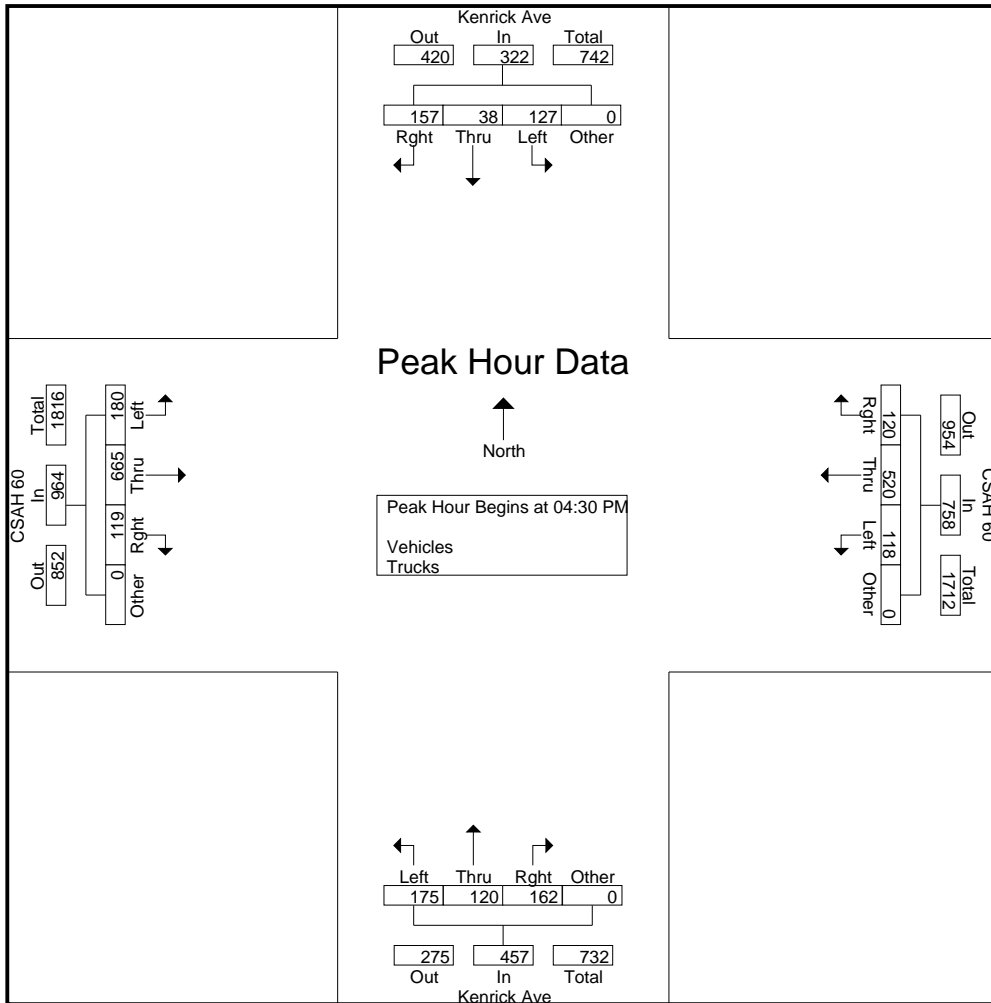 Kenrick Ave
Out In Total
420 322 742
157 38 127 0
Rght Thru Left Other
Peak Hour Data
North
Peak Hour Begins at 04:30 PM
Vehicles
Trucks
CSAH 60
Total In Out
1816 964 852
180 665 119 0
Left Thru Rght Other
CSAH 60
Out In Total
954 758 1712
120 520 118 0
Rght Thru Left Other
Left Thru Rght Other
175 120 162 0
275 457 732
Out In Total
Kenrick Ave